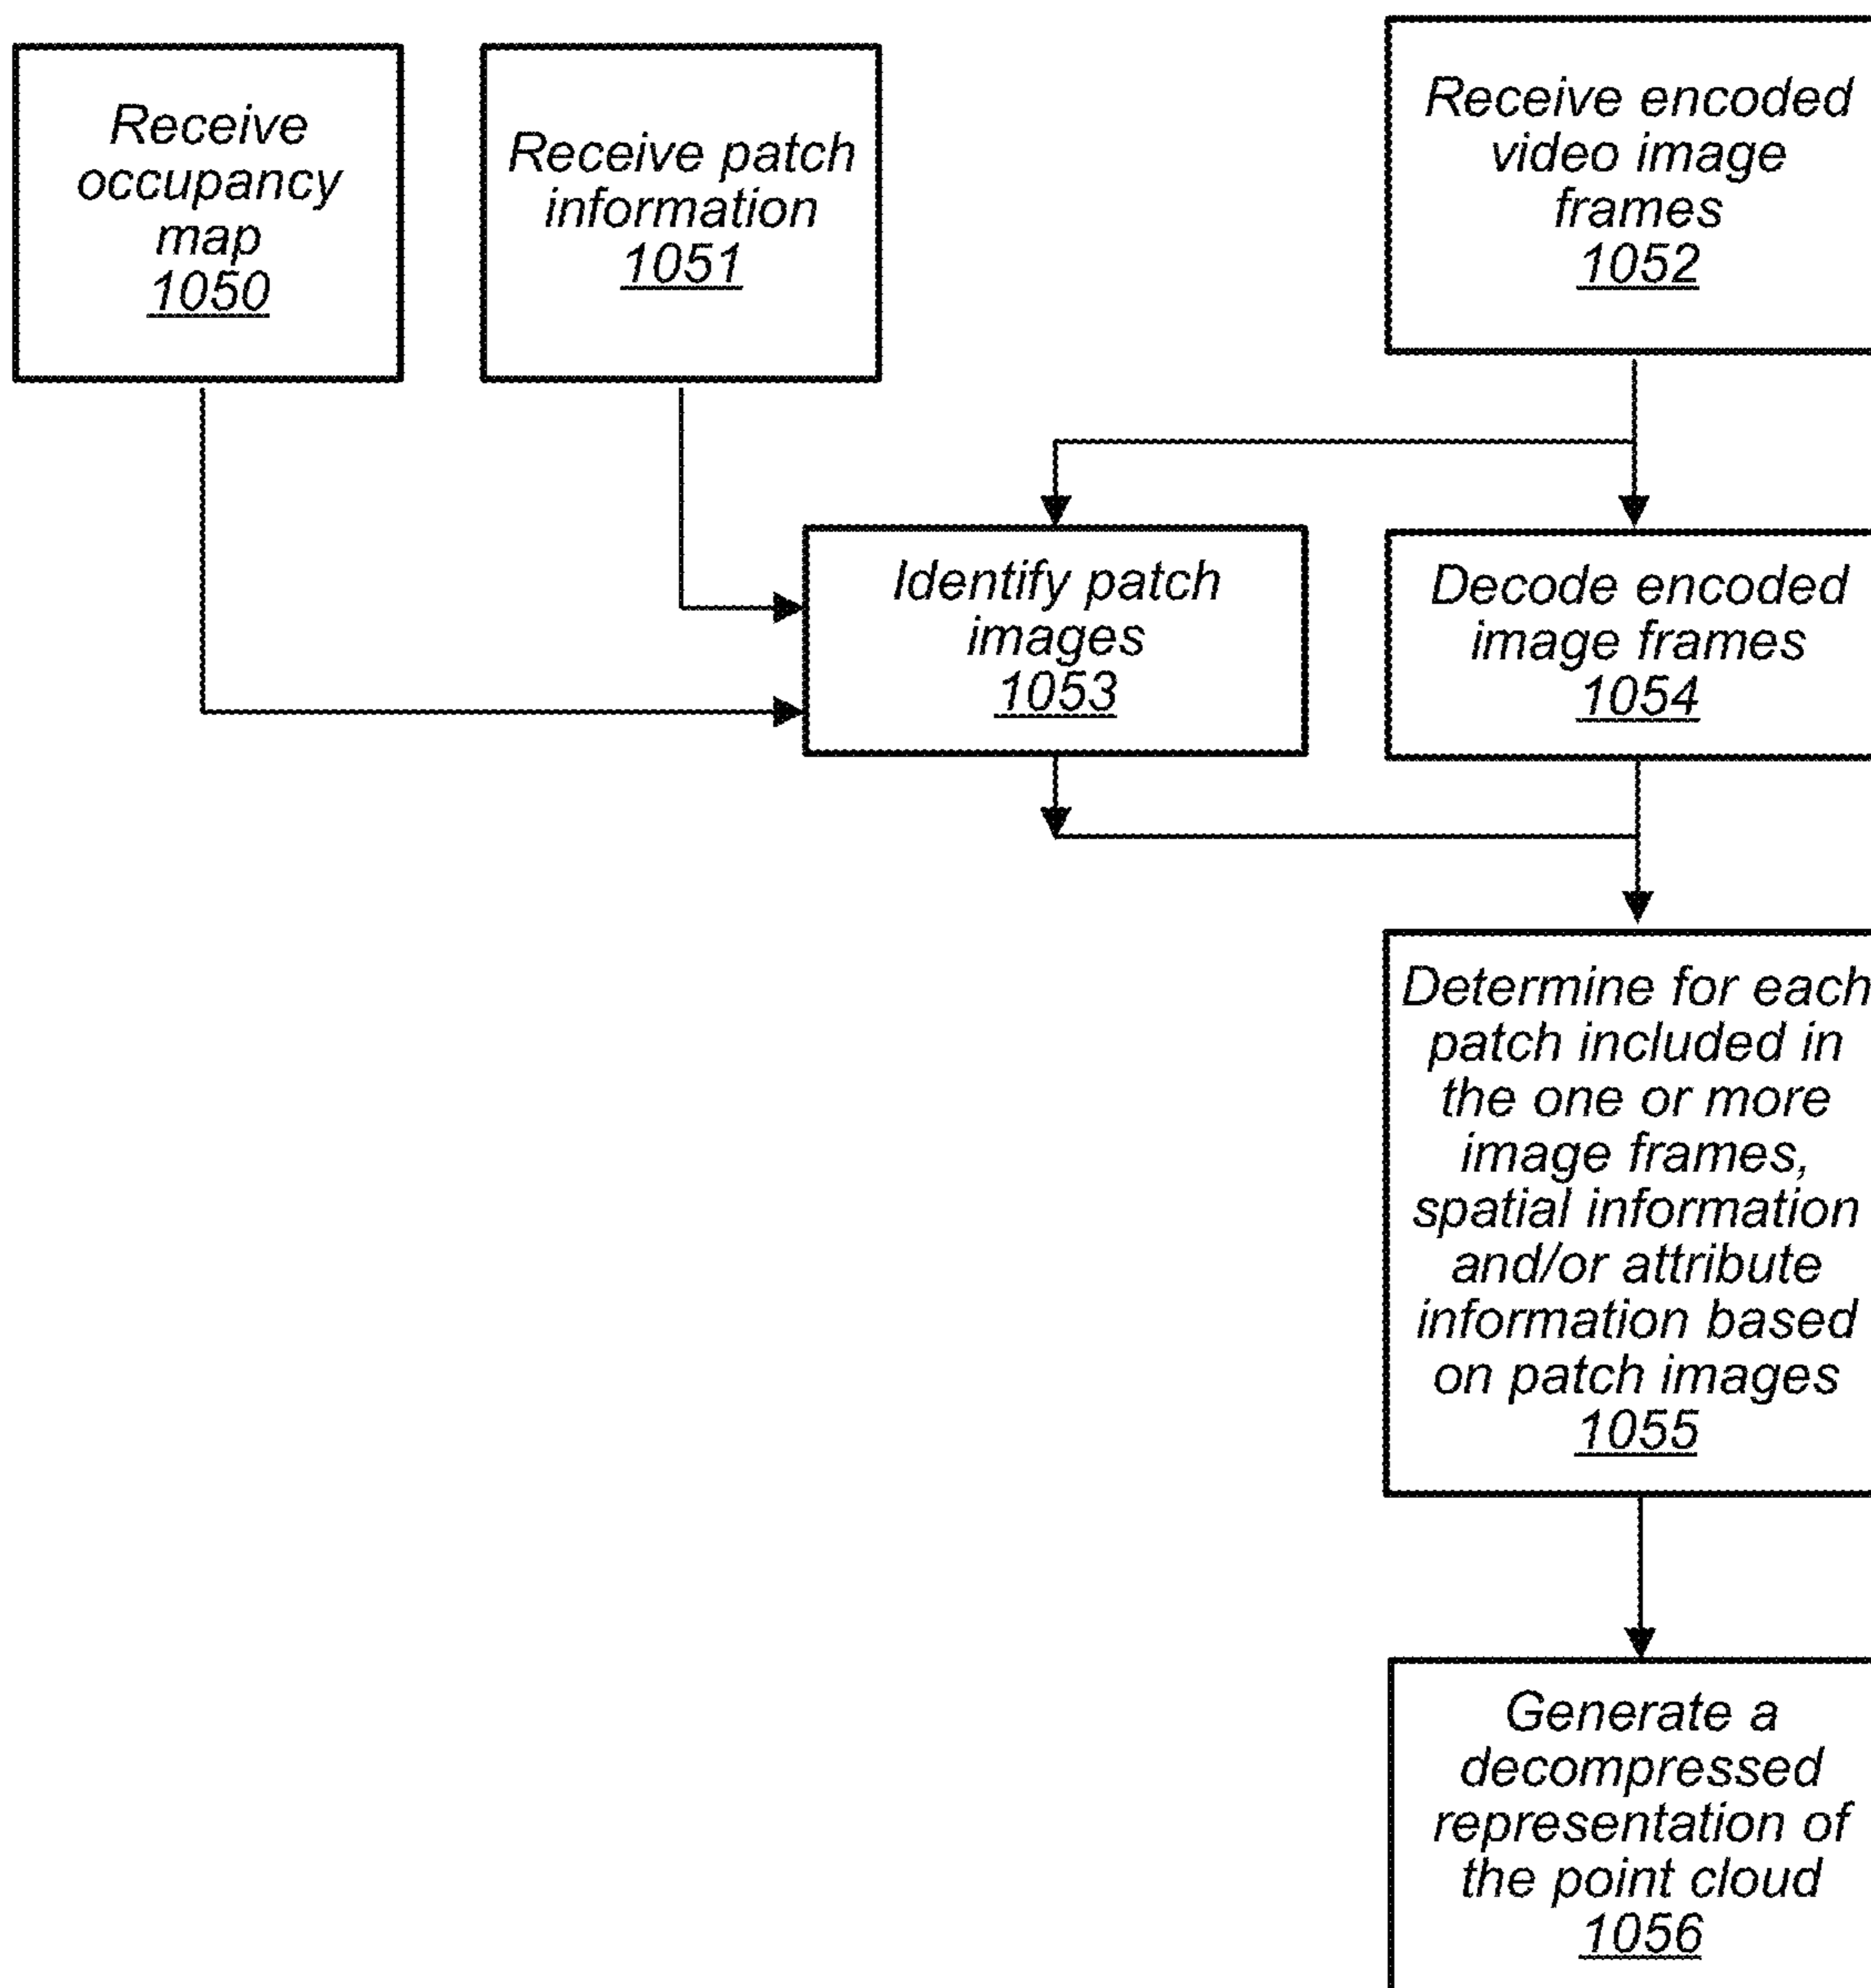 Receive
occupancy
map
1050
Receive patch
information
1051
Receive encoded
video image
frames
1052
Identify patch
images
1053
Decode encoded
image frames
1054
Determine for each
patch included in
the one or more
image frames,
spatial information
and/or attribute
information based
on patch images
1055
Generate a
decompressed
representation of
the point cloud
1056